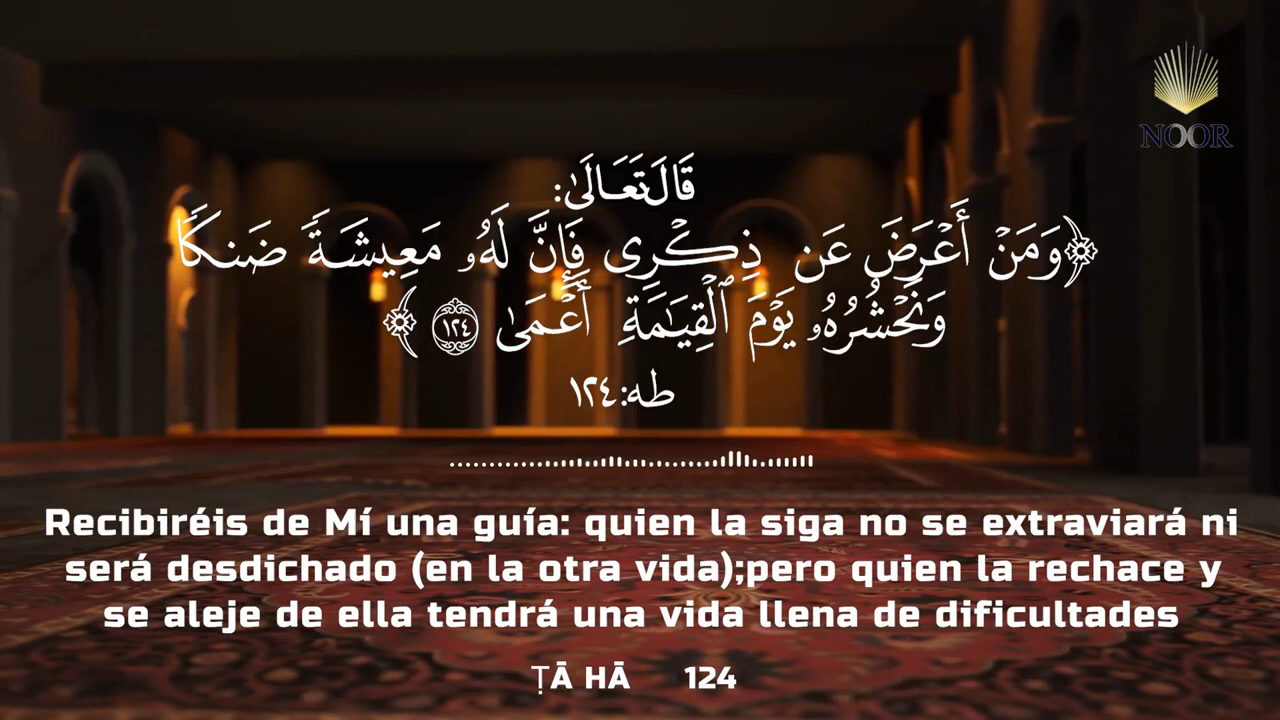 NOOR
قَالَ تَعَالَىٰ:
﴿وَمَنْ أَعْرَضَ عَن ذِكْرِى فَإِنَّ لَهُۥ مَعِيشَةً ضَنكًا
وَنَحْشُرُهُۥ يَوْمَ ٱلْقِيَـٰمَةِ أَعْمَىٰ ١٢٤﴾
طه: ١٢٤
Recibiréis de Mí una guía: quien la siga no se extraviará ni
será desdichado (en la otra vida);pero quien la rechace y
se aleje de ella tendrá una vida llena de dificultades
ṬĀ HĀ 124